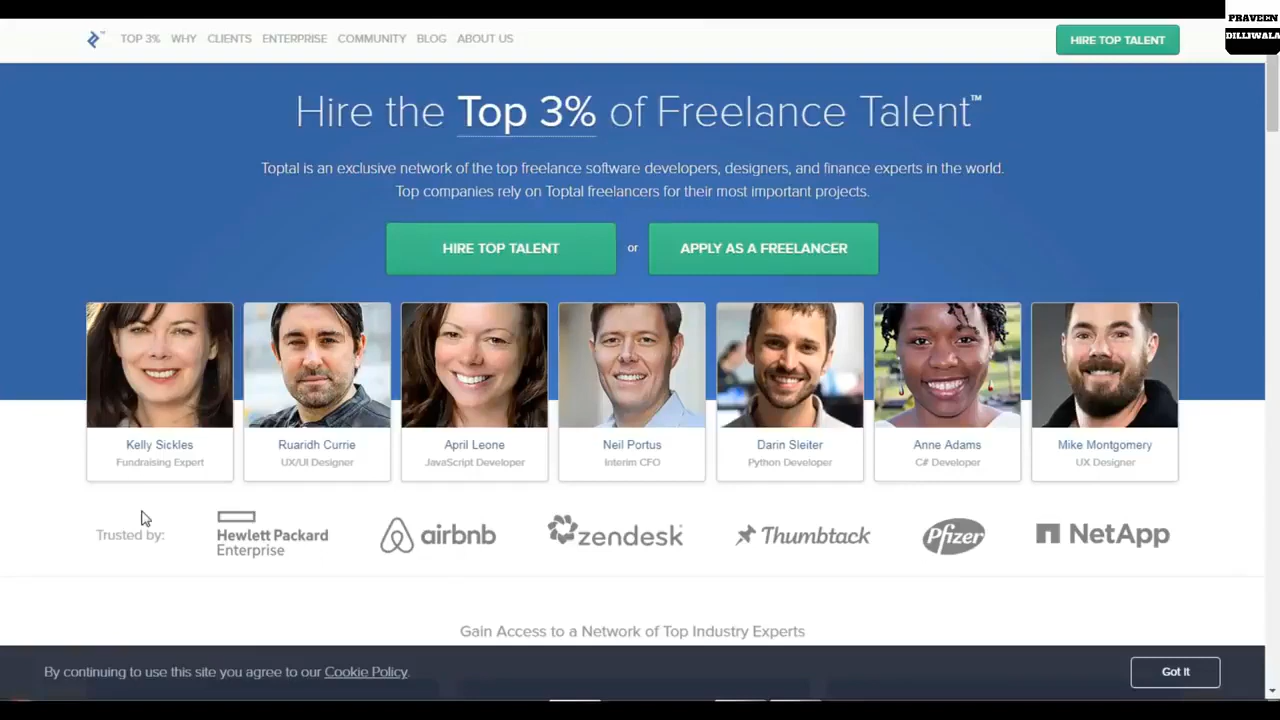 PRAVEEN
DILLIWALA
TOP 3% WHY CLIENTS ENTERPRISE COMMUNITY BLOG ABOUT US
HIRE TOP TALENT
Hire the Top 3% of Freelance Talent™
Toptal is an exclusive network of the top freelance software developers, designers, and finance experts in the world.
Top companies rely on Toptal freelancers for their most important projects.
HIRE TOP TALENT or APPLY AS A FREELANCER
Kelly Sickles
Fundraising Expert
Ruaridh Currie
UX/UI Designer
April Leone
JavaScript Developer
Neil Portus
Interim CFO
Darin Sleiter
Python Developer
Anne Adams
C# Developer
Mike Montgomery
UX Designer
Trusted by:
Hewlett Packard
Enterprise
airbnb
zendesk
Thumbtack
Pfizer
NetApp
Gain Access to a Network of Top Industry Experts
By continuing to use this site you agree to our Cookie Policy.
Got it